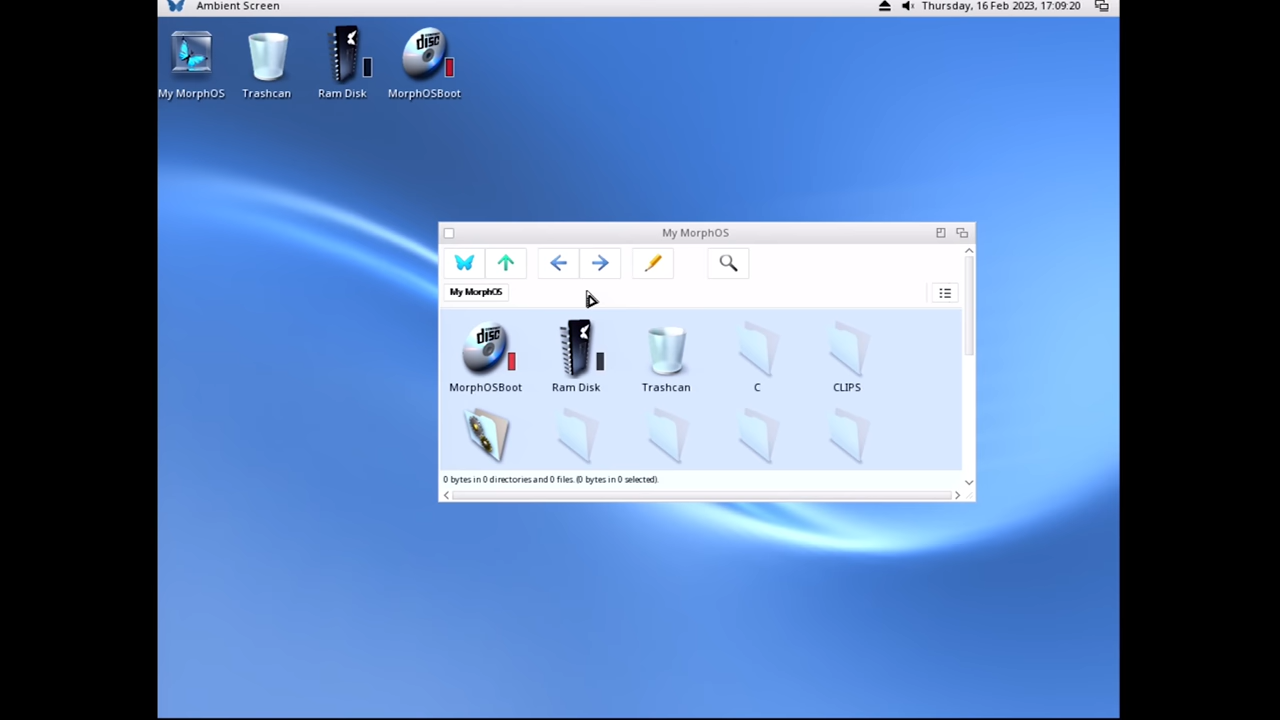 Ambient Screen Thursday, 16 Feb 2023, 17:09:20
My MorphOS Trashcan Ram Disk MorphOSBoot
My MorphOS
My MorphOS
MorphOSBoot Ram Disk Trashcan C CLIPS
0 bytes in 0 directories and 0 files. (0 bytes in 0 selected).